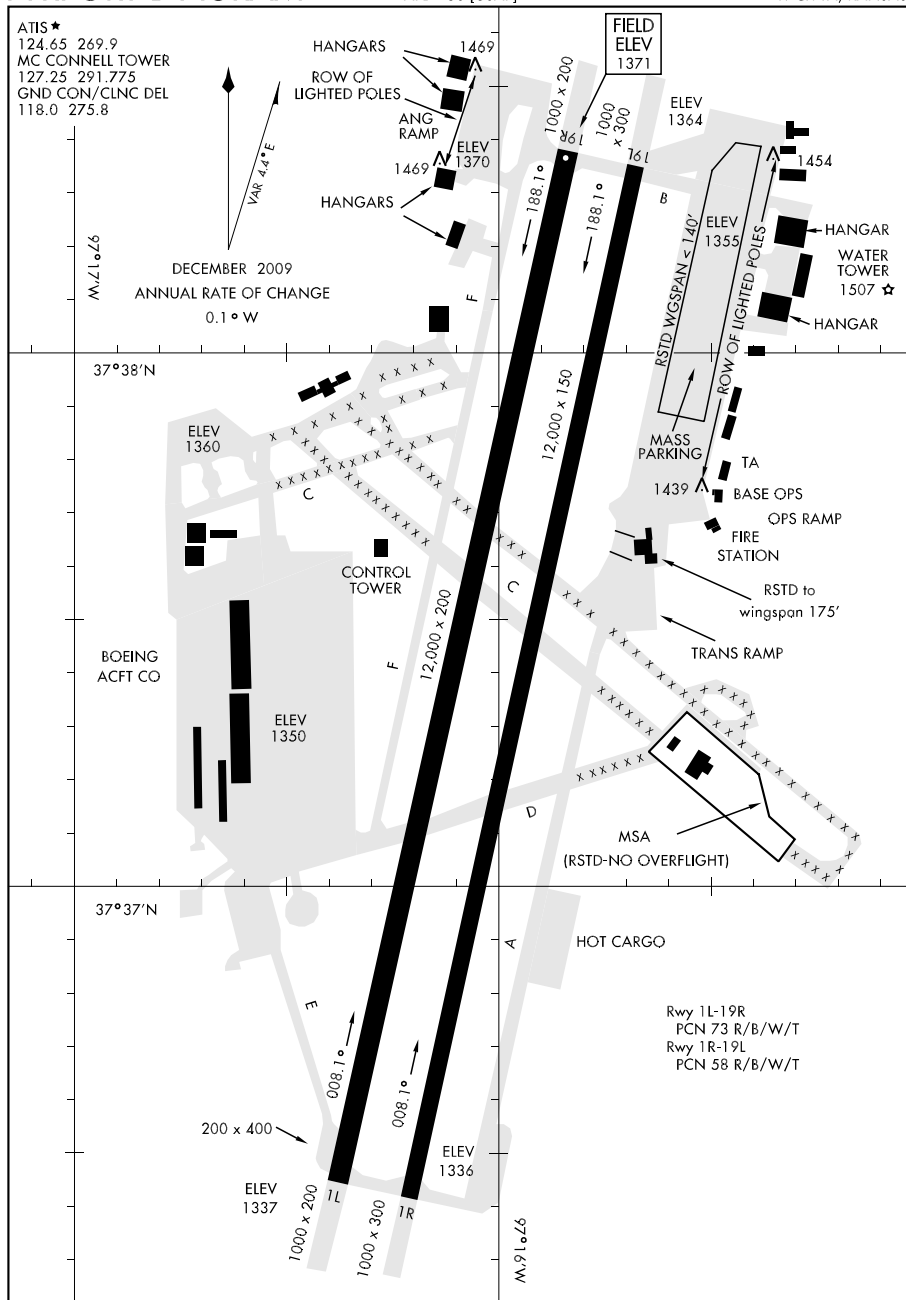 ATIS ★
124.65 269.9
MC CONNELL TOWER
127.25 291.775
GND CON/CLNC DEL
118.0 275.8
VAR 4.4° E
DECEMBER 2009
ANNUAL RATE OF CHANGE
0.1° W
97°17'W
HANGARS
1469
ROW OF
LIGHTED POLES
ANG
RAMP
ELEV
1370
1469
HANGARS
FIELD
ELEV
1371
1000 x 200
1000
x 300
19R
19L
188.1°
188.1°
ELEV
1364
1454
B
ELEV
1355
HANGAR
WATER
TOWER
1507 ☆
HANGAR
RSTD WGSPAN < 140'
ROW OF LIGHTED POLES
F
37°38'N
12,000 x 150
ELEV
1360
MASS
PARKING
TA
1439
BASE OPS
OPS RAMP
FIRE
STATION
C
CONTROL
TOWER
C
RSTD to
wingspan 175'
TRANS RAMP
12,000 x 200
F
BOEING
ACFT CO
ELEV
1350
D
MSA
(RSTD-NO OVERFLIGHT)
37°37'N
A
HOT CARGO
E
008.1°
008.1°
Rwy 1L-19R
PCN 73 R/B/W/T
Rwy 1R-19L
PCN 58 R/B/W/T
200 x 400
ELEV
1336
ELEV
1337
1L
1R
1000 x 200
1000 x 300
97°16'W